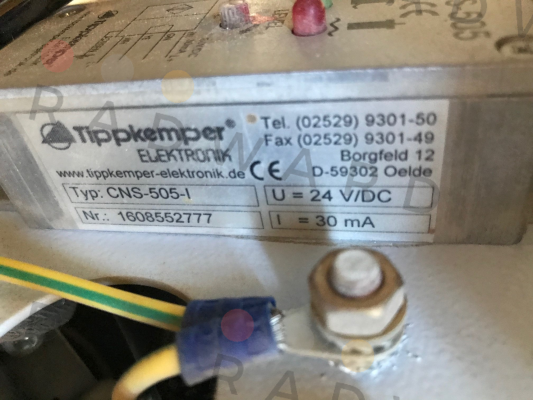 Tippkemper®
ELEKTRONIK
www.tippkemper-elektronik.de CE
Tel. (02529) 9301-50
Fax (02529) 9301-49
Borgfeld 12
D-59302 Oelde
Typ: CNS-505-I
U = 24 V/DC
Nr.: 1608552777
I = 30 mA